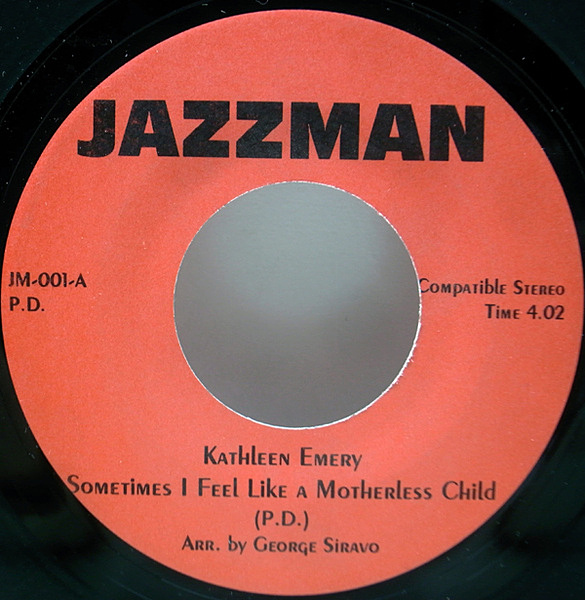 JAZZMAN
JM-001-A
P.D.
Compatible Stereo
Time 4.02
Kathleen Emery
Sometimes I Feel Like a Motherless Child
(P.D.)
Arr. by George Siravo